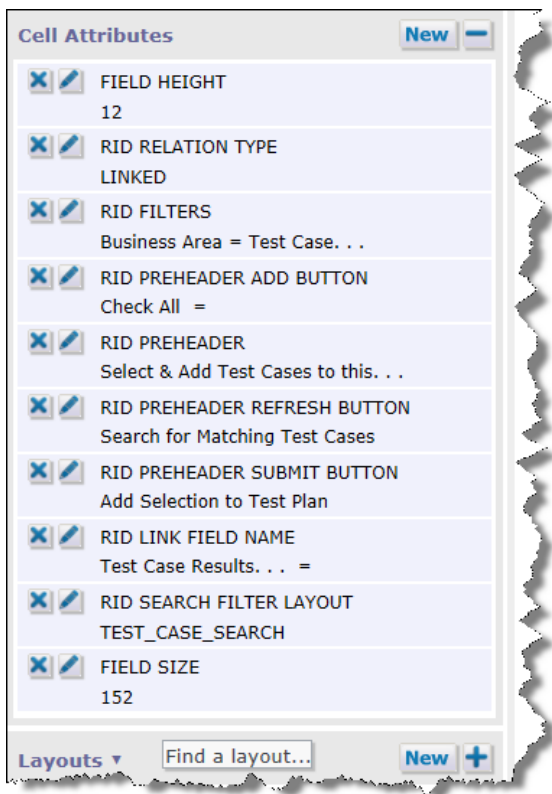 Cell Attributes New
FIELD HEIGHT
12
RID RELATION TYPE
LINKED
RID FILTERS
Business Area = Test Case. . .
RID PREHEADER ADD BUTTON
Check All =
RID PREHEADER
Select & Add Test Cases to this. . .
RID PREHEADER REFRESH BUTTON
Search for Matching Test Cases
RID PREHEADER SUBMIT BUTTON
Add Selection to Test Plan
RID LINK FIELD NAME
Test Case Results. . . =
RID SEARCH FILTER LAYOUT
TEST_CASE_SEARCH
FIELD SIZE
152
Layouts ▼ Find a layout... New